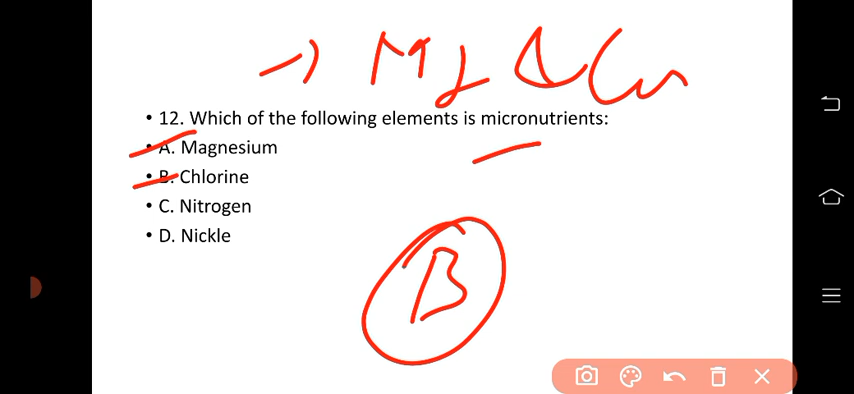 • 12. Which of the following elements is micronutrients:
• A. Magnesium
• B. Chlorine
• C. Nitrogen
• D. Nickle
B